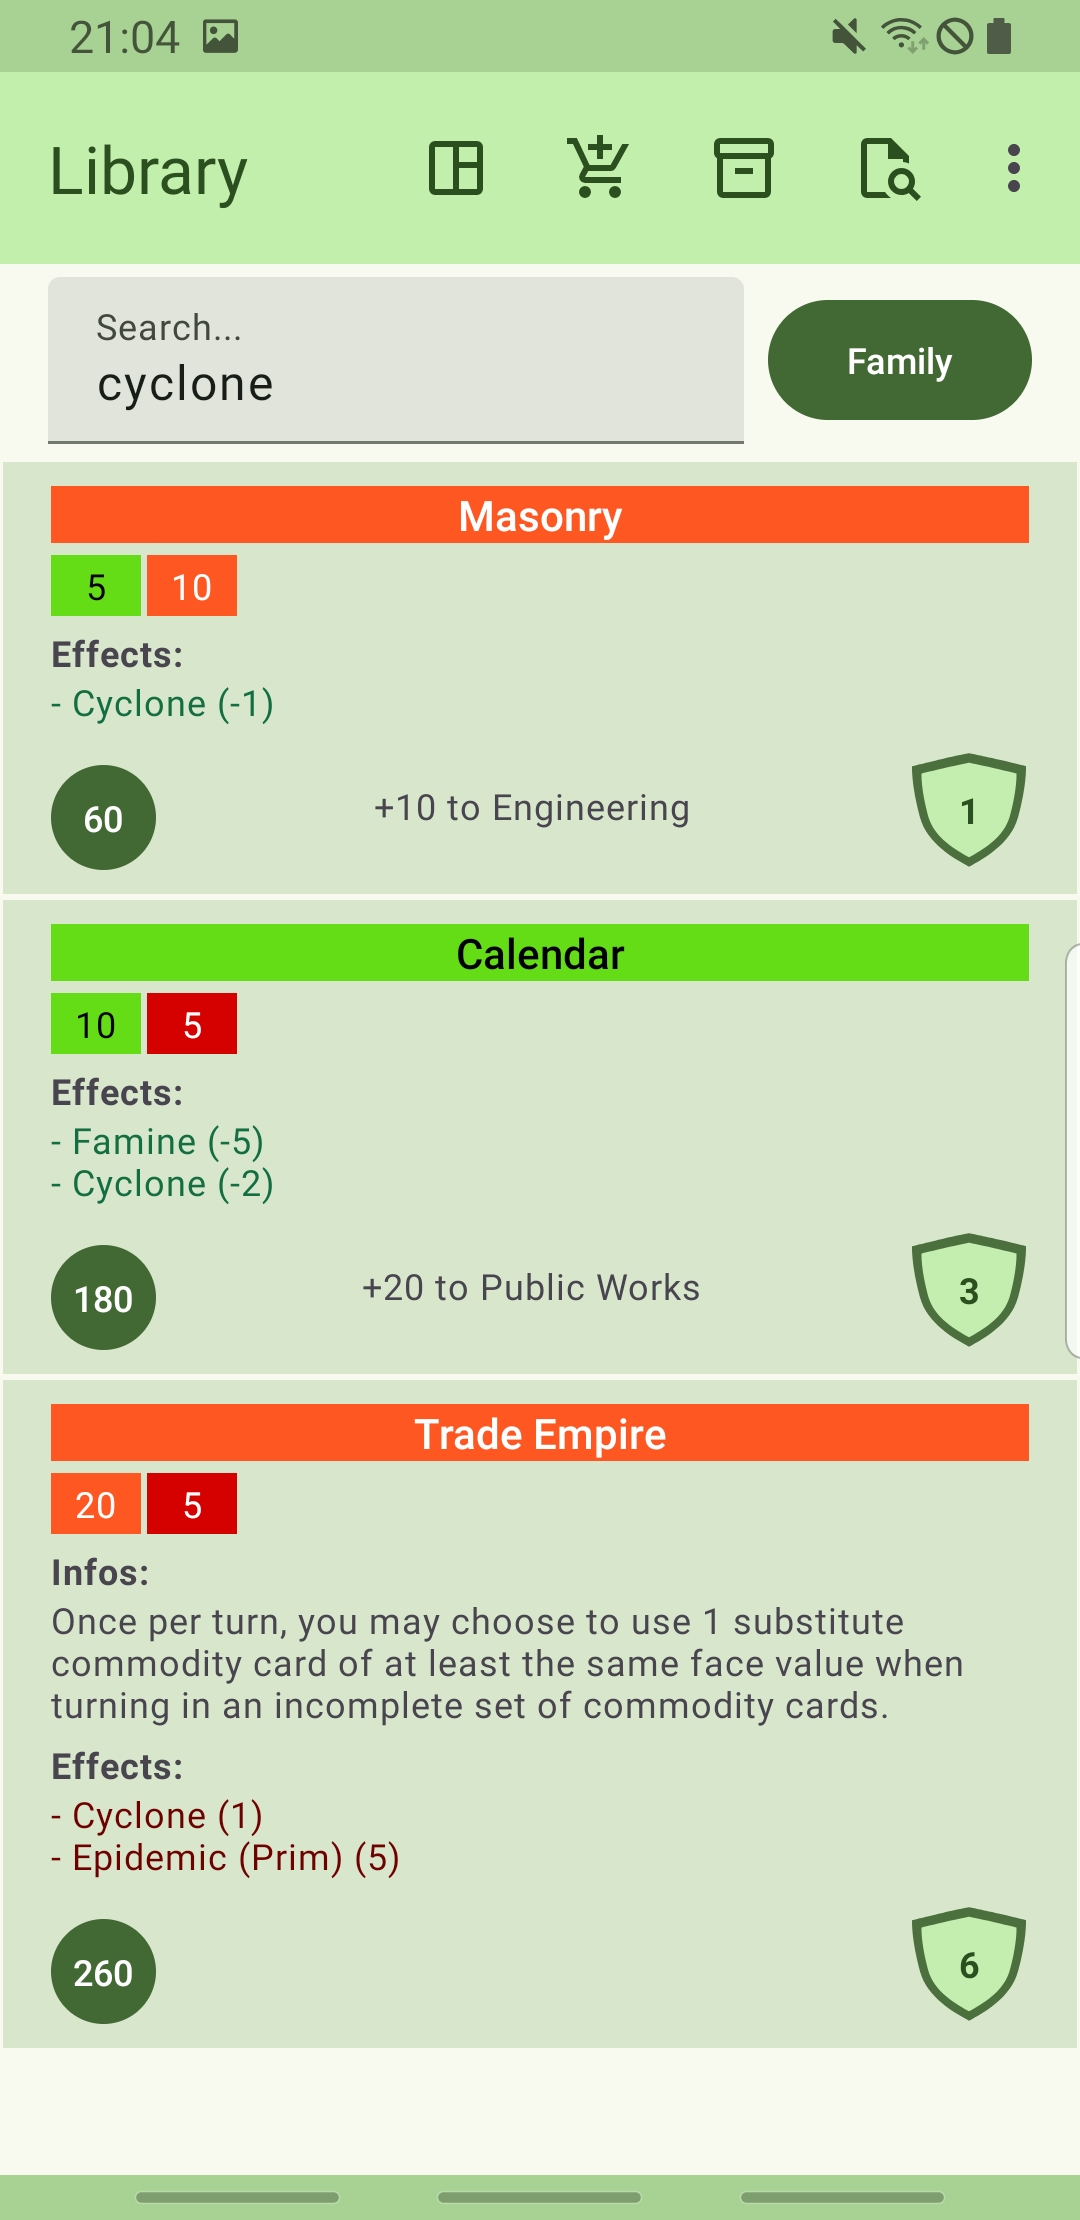 21:04
Library
Search...
cyclone
Family
Masonry
5 10
Effects:
- Cyclone (-1)
60 +10 to Engineering 1
Calendar
10 5
Effects:
- Famine (-5)
- Cyclone (-2)
180 +20 to Public Works 3
Trade Empire
20 5
Infos:
Once per turn, you may choose to use 1 substitute
commodity card of at least the same face value when
turning in an incomplete set of commodity cards.
Effects:
- Cyclone (1)
- Epidemic (Prim) (5)
260 6